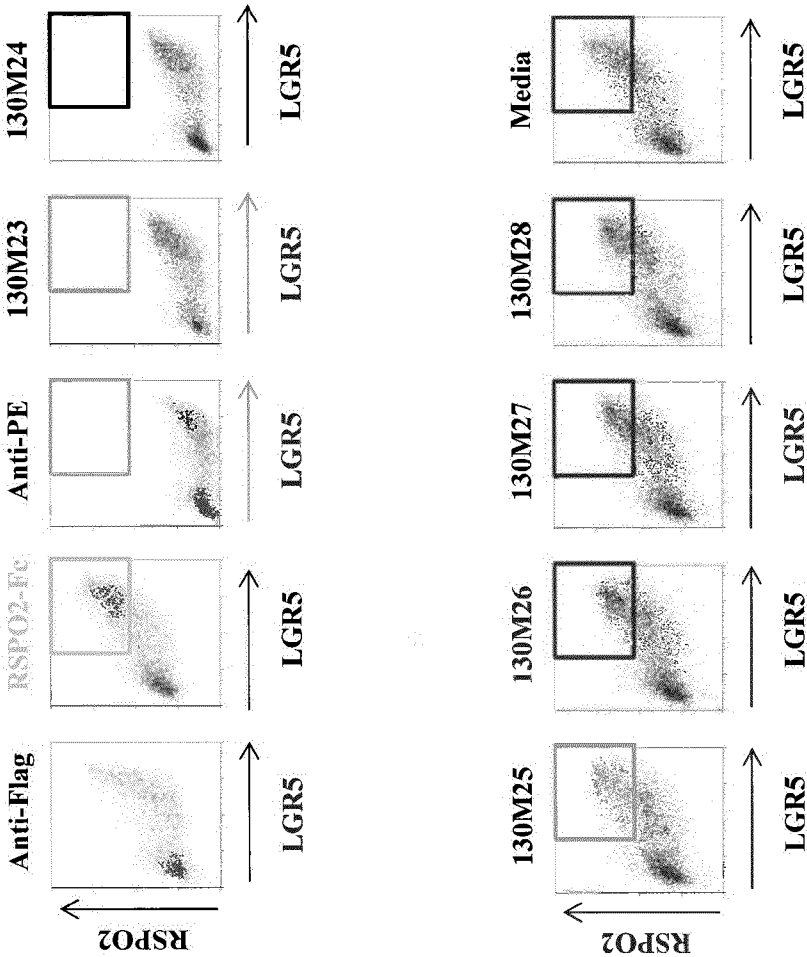 Anti-Flag
RSPO2-Fc
Anti-PE
130M23
130M24
RSPO2
LGR5
LGR5
LGR5
LGR5
LGR5
130M25
130M26
130M27
130M28
Media
RSPO2
LGR5
LGR5
LGR5
LGR5
LGR5